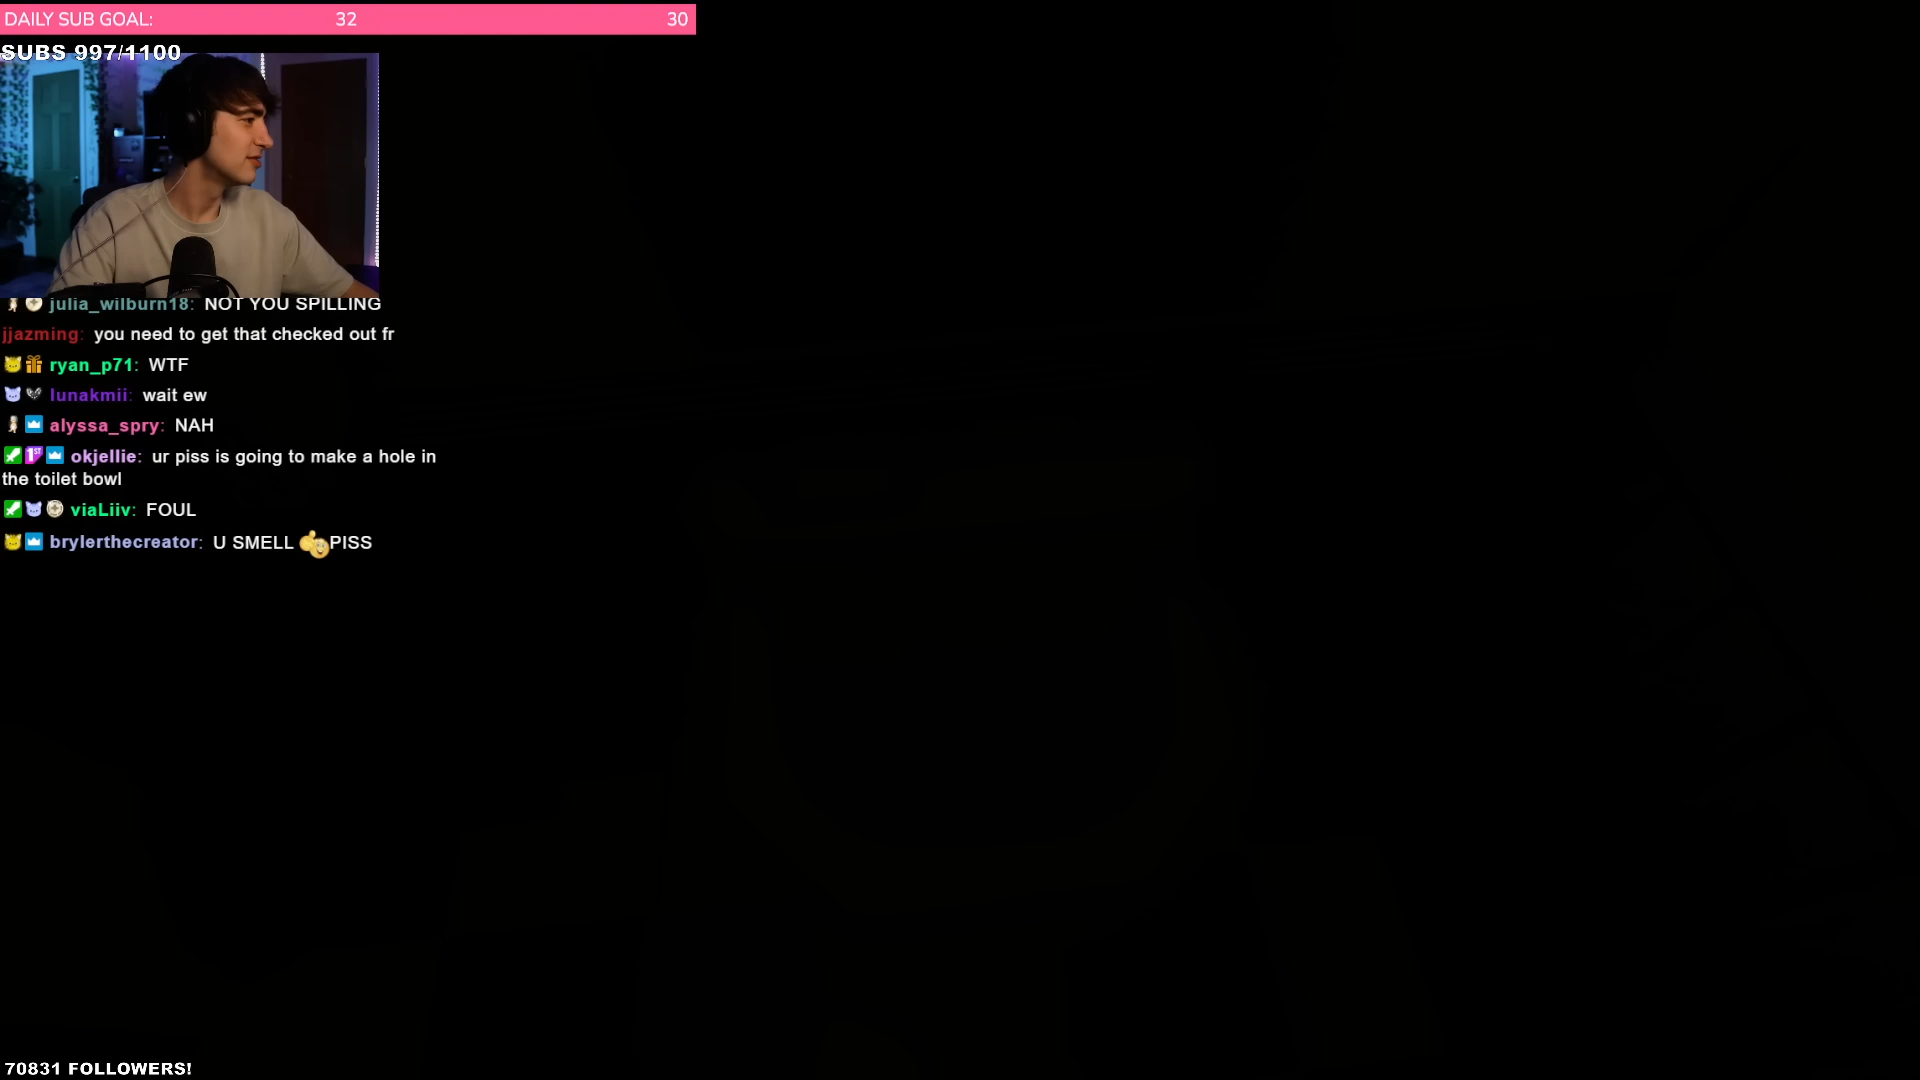 DAILY SUB GOAL: 32 30
SUBS 997/1100
julia_wilburn18: NOT YOU SPILLING
jjazming: you need to get that checked out fr
ryan_p71: WTF
lunakmii: wait ew
alyssa_spry: NAH
1ST okjellie: ur piss is going to make a hole in
the toilet bowl
viaLiiv: FOUL
brylerthecreator: U SMELL PISS
70831 FOLLOWERS!